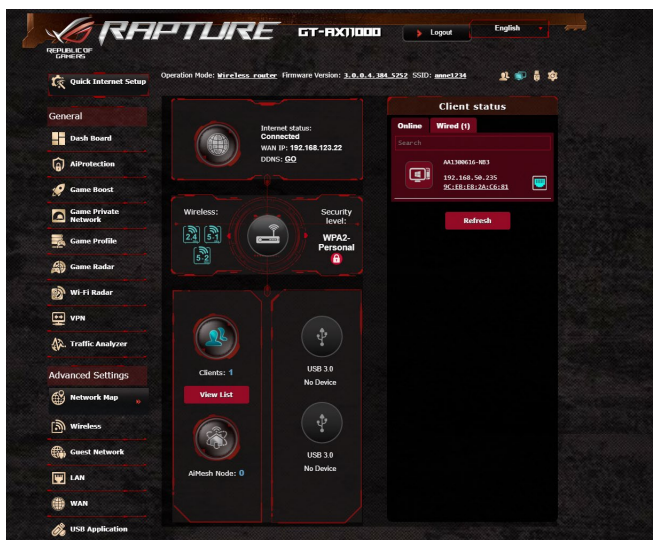 REPUBLIC OF
GAMERS
RAPTURE
GT-AX11000
Logout
English
Quick Internet Setup
Operation Mode: Wireless router Firmware Version: 3.0.0.4.384_5252 SSID: anne1234
General
Dash Board
AiProtection
Game Boost
Game Private
Network
Game Profile
Game Radar
Wi-Fi Radar
VPN
Traffic Analyzer
Advanced Settings
Network Map
Wireless
Guest Network
LAN
WAN
USB Application
Internet status:
Connected
WAN IP: 192.168.123.22
DDNS: GO
Wireless:
2.4
5-1
5-2
Security
level:
WPA2-
Personal
Clients: 1
View List
AiMesh Node: 0
USB 3.0
No Device
USB 3.0
No Device
Client status
Online
Wired (1)
Search
AA1300616-NB3
192.168.50.235
9C:EB:E8:2A:C6:81
Refresh